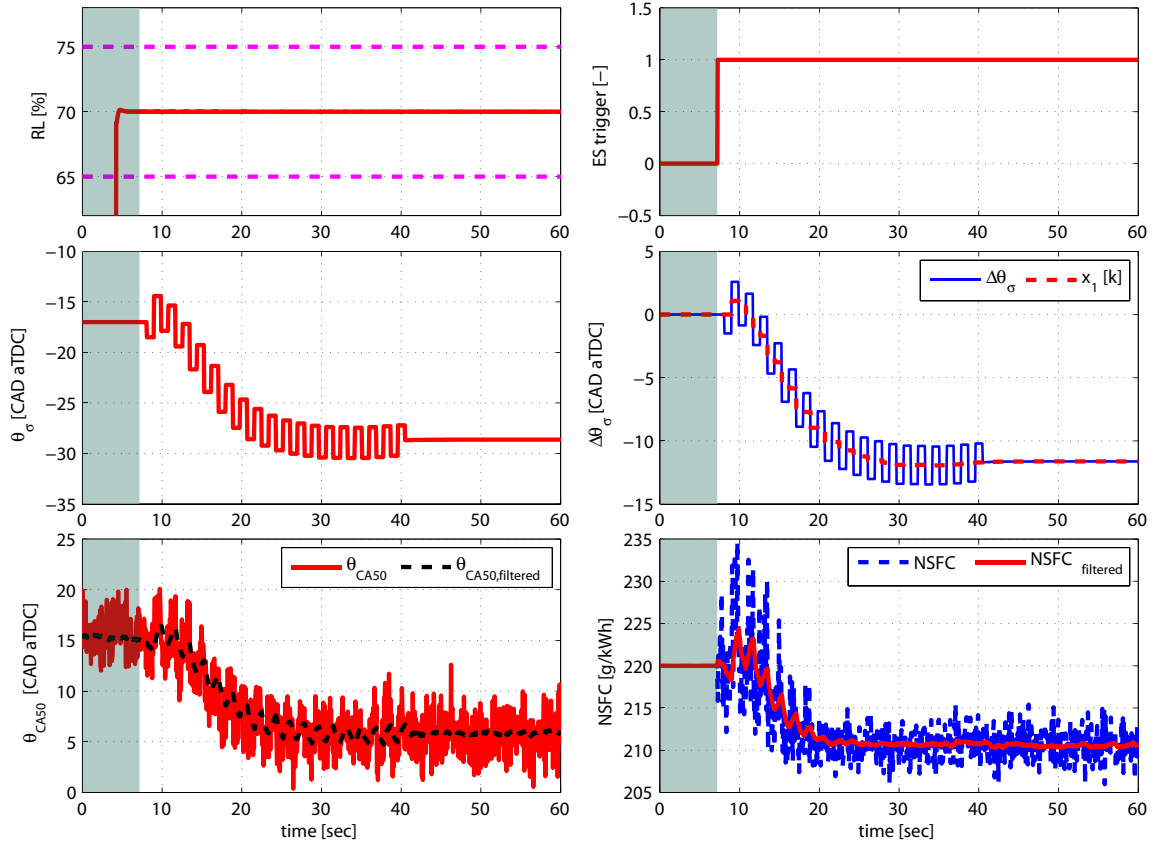 75
70
65
RL [%]
0 10 20 30 40 50 60
1.5
1
0.5
0
−0.5
ES trigger [−]
0 10 20 30 40 50 60
−10
−15
−20
−25
−30
−35
θσ [CAD aTDC]
0 10 20 30 40 50 60
5
0
−5
−10
−15
Δθσ [CAD aTDC]
Δθσ x1 [k]
0 10 20 30 40 50 60
25
20
15
10
5
0
θCA50 [CAD aTDC]
θCA50 θCA50,filtered
0 10 20 30 40 50 60
time [sec]
235
230
225
220
215
210
205
NSFC [g/kWh]
NSFC NSFC filtered
0 10 20 30 40 50 60
time [sec]